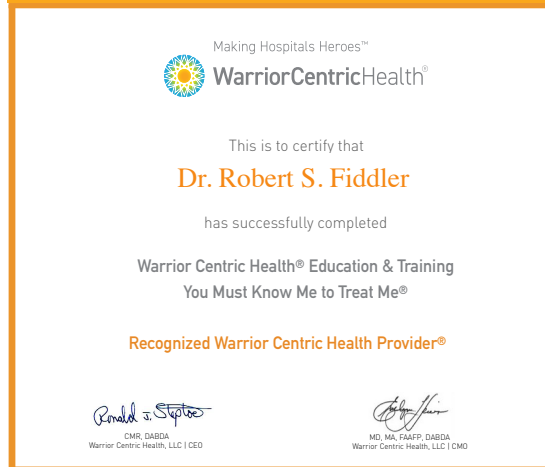 Making Hospitals Heroes™
WarriorCentricHealth®
This is to certify that
Dr. Robert S. Fiddler
has successfully completed
Warrior Centric Health® Education & Training
You Must Know Me to Treat Me®
Recognized Warrior Centric Health Provider®
Ronald J. Steptoe
CMR, DABDA
Warrior Centric Health, LLC | CEO
MD, MA, FAAFP, DABDA
Warrior Centric Health, LLC | CMO